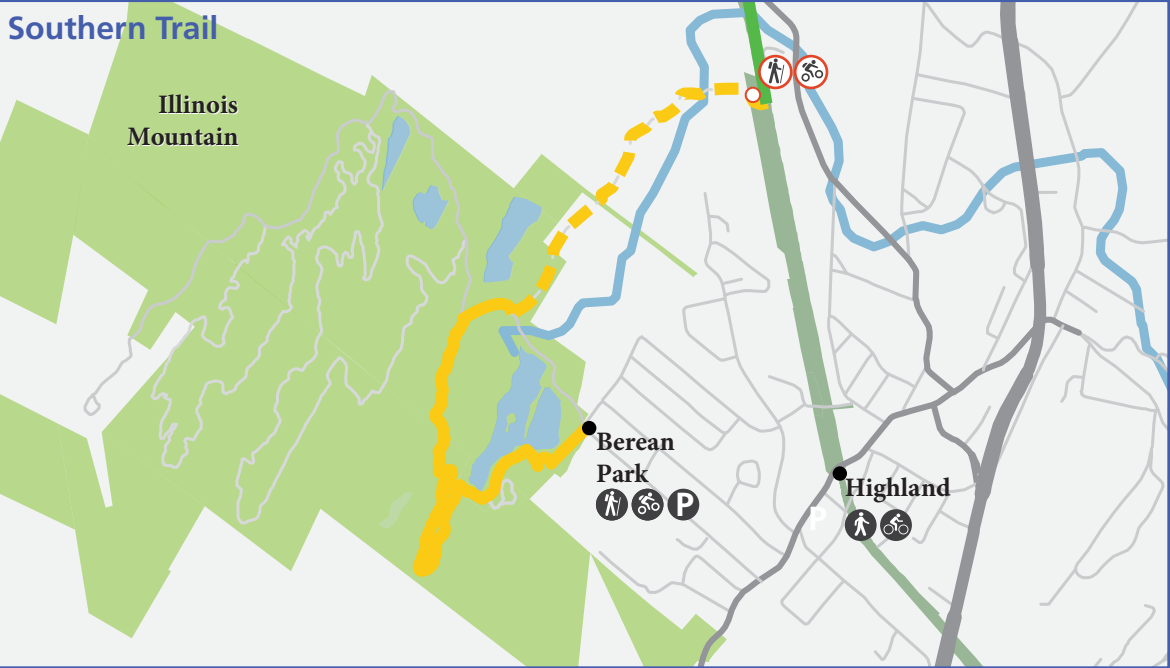 Southern Trail
Illinois
Mountain
Berean
Park
P
Highland
P